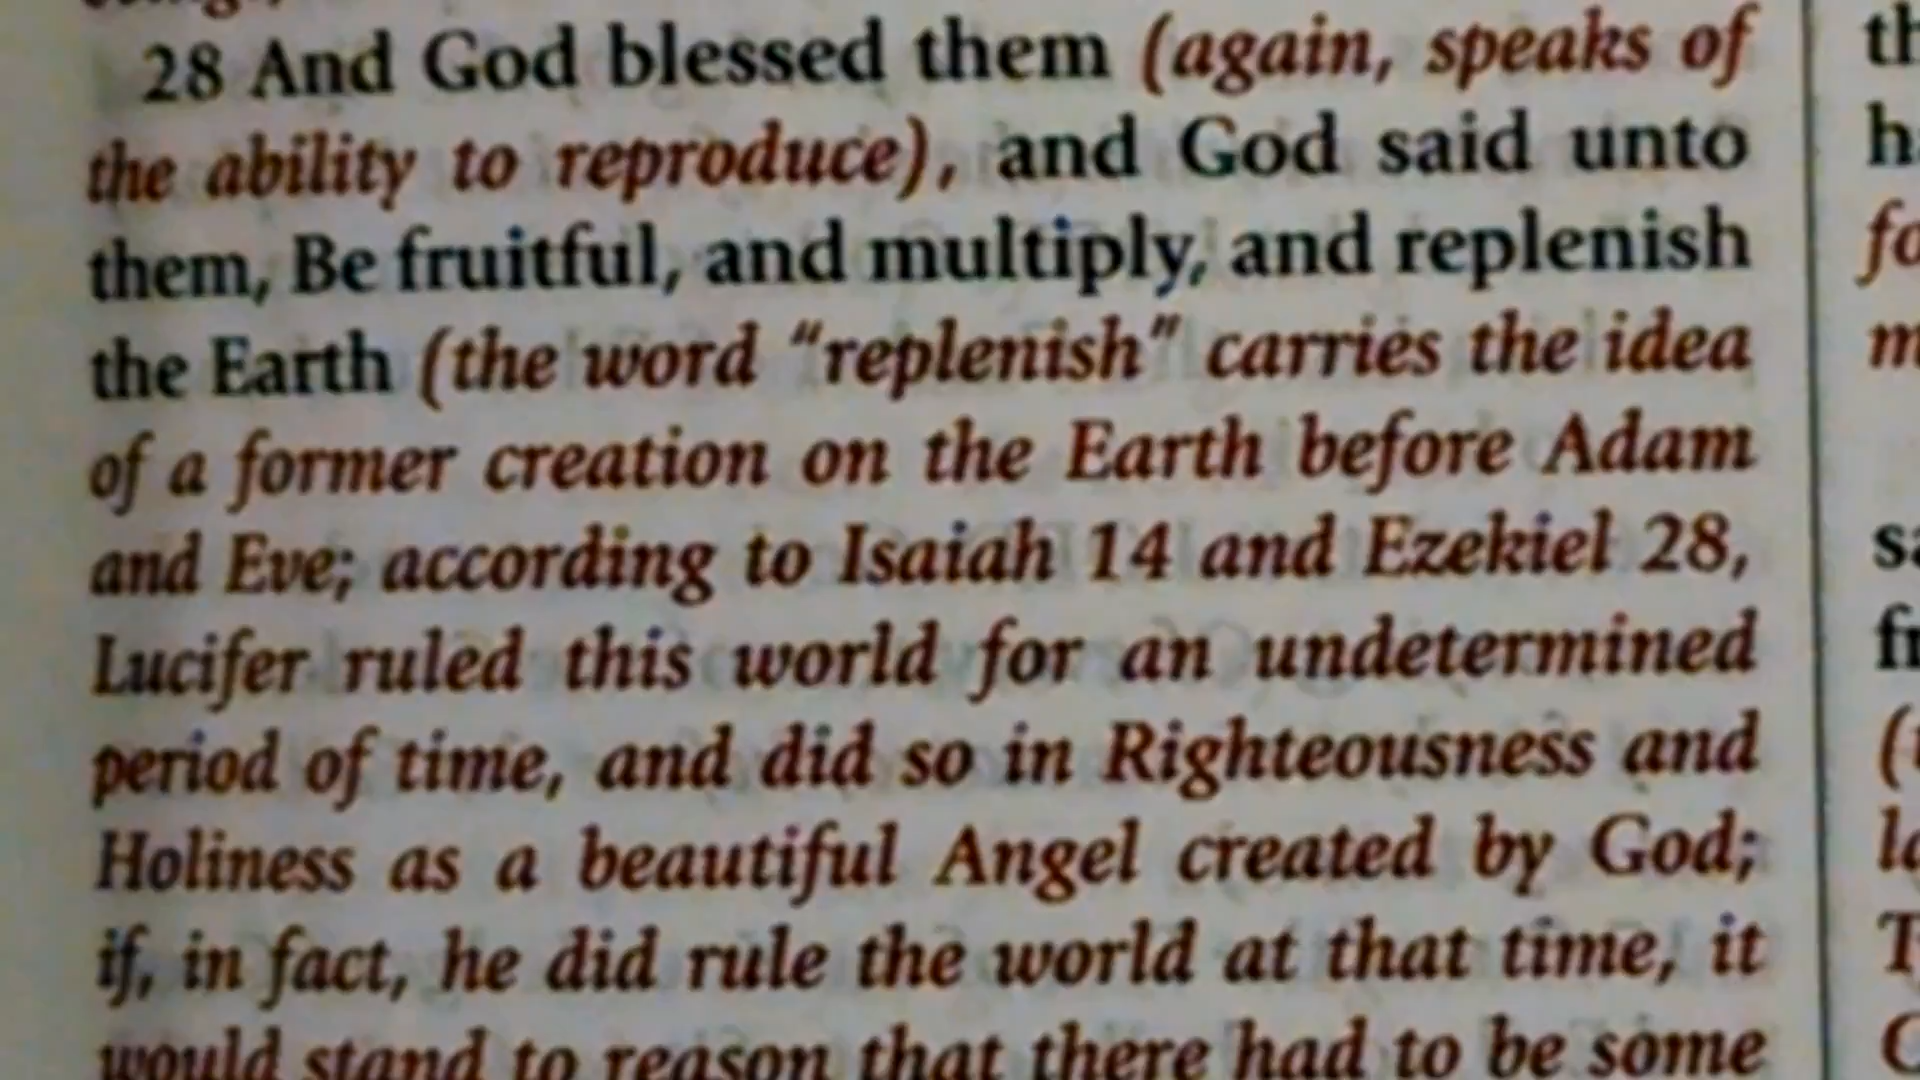 28 And God blessed them (again, speaks of
the ability to reproduce), and God said unto
them, Be fruitful, and multiply, and replenish
the Earth (the word “replenish” carries the idea
of a former creation on the Earth before Adam
and Eve; according to Isaiah 14 and Ezekiel 28,
Lucifer ruled this world for an undetermined
period of time, and did so in Righteousness and
Holiness as a beautiful Angel created by God;
if, in fact, he did rule the world at that time, it
would stand to reason that there had to be some